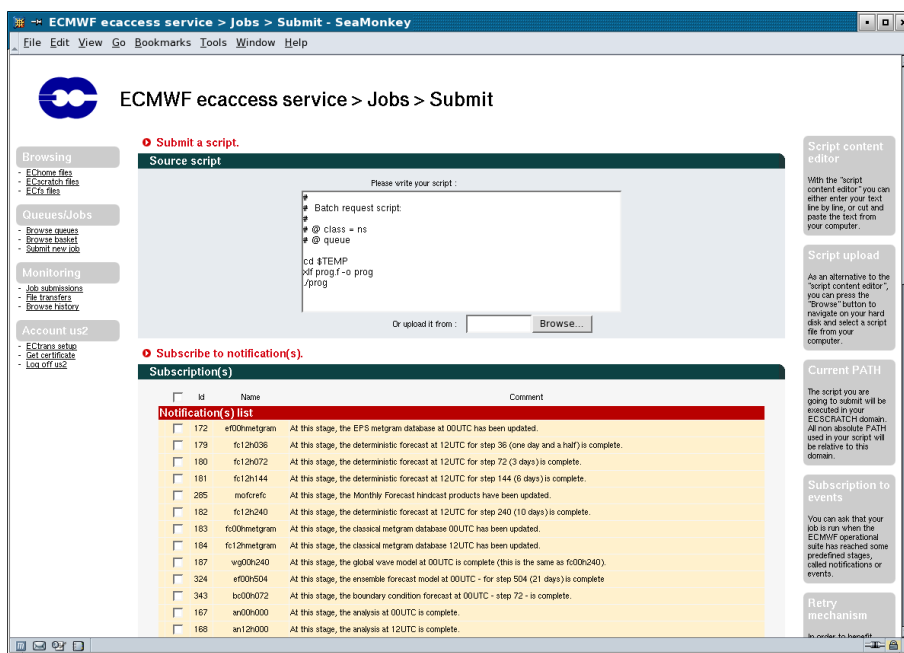 ECMWF ecaccess service > Jobs > Submit - SeaMonkey
File Edit View Go Bookmarks Tools Window Help
ECMWF ecaccess service > Jobs > Submit
Browsing
- EChome files
- ECscratch files
- ECfs files
Queues/Jobs
- Browse queues
- Browse basket
- Submit new job
Monitoring
- Job submissions
- File transfers
- Browse history
Account us2
- ECtrans setup
- Get certificate
- Log off us2
Submit a script.
Source script
Please write your script :
#
# Batch request script:
#
# @ class = ns
# @ queue
cd $TEMP
xlf prog.f -o prog
./prog
Or upload it from :
Browse...
Subscribe to notification(s).
Subscription(s)
Id Name Comment
Notification(s) list
172 ef00hmetgram At this stage, the EPS metgram database at 00UTC has been updated.
179 fc12h036 At this stage, the deterministic forecast at 12UTC for step 36 (one day and a half) is complete.
180 fc12h072 At this stage, the deterministic forecast at 12UTC for step 72 (3 days) is complete.
181 fc12h144 At this stage, the deterministic forecast at 12UTC for step 144 (6 days) is complete.
285 mofcrefc At this stage, the Monthly Forecast hindcast products have been updated.
182 fc12h240 At this stage, the deterministic forecast at 12UTC for step 240 (10 days) is complete.
183 fc00hmetgram At this stage, the classical metgram database 00UTC has been updated.
184 fc12hmetgram At this stage, the classical metgram database 12UTC has been updated.
187 wg00h240 At this stage, the global wave model at 00UTC is complete (this is the same as fc00h240).
324 ef00h504 At this stage, the ensemble forecast model at 00UTC - for step 504 (21 days) is complete
343 bc00h072 At this stage, the boundary condition forecast at 00UTC - step 72 - is complete.
167 an00h000 At this stage, the analysis at 00UTC is complete.
168 an12h000 At this stage, the analysis at 12UTC is complete.
Script content
editor
With the "script
content editor" you can
either enter your text
line by line, or cut and
paste the text from
your computer.
Script upload
As an alternative to the
"script content editor",
you can press the
"Browse" button to
navigate on your hard
disk and select a script
file from your
computer.
Current PATH
The script you are
going to submit will be
executed in your
ECSCRATCH domain.
All non absolute PATH
used in your script will
be relative to this
domain.
Subscription to
events
You can ask that your
job is run when the
ECMWF operational
suite has reached some
predefined stages,
called notifications or
events.
Retry
mechanism
In order to benefit